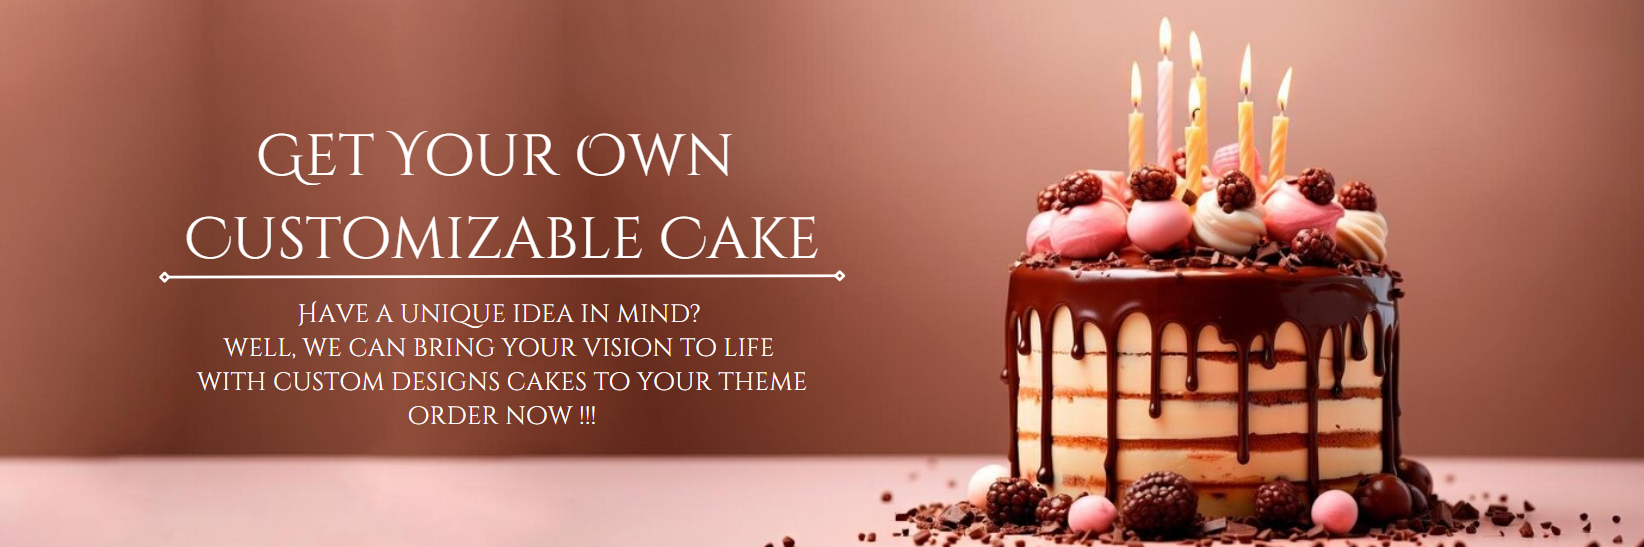 Get Your Own
Customizable Cake
Have a unique idea in mind?
well, we can bring your vision to life
with custom designs cakes to your theme
order now !!!